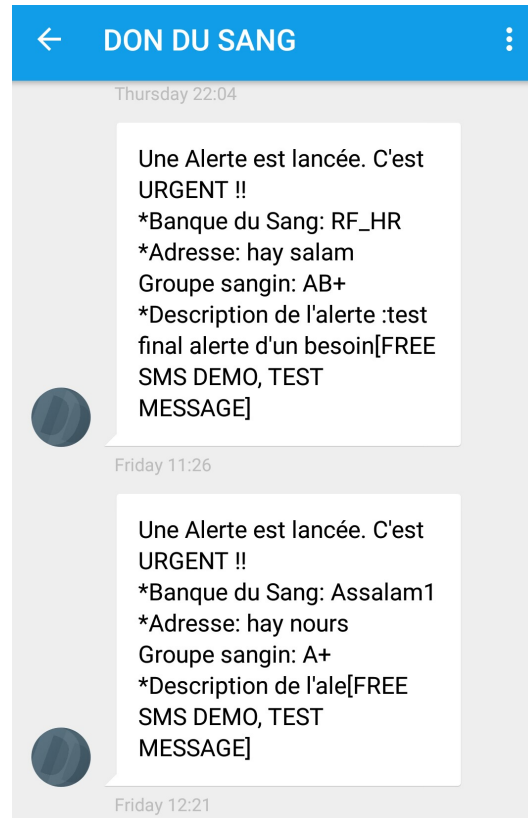 DON DU SANG
Thursday 22:04
Une Alerte est lancée. C'est
URGENT !!
*Banque du Sang: RF_HR
*Adresse: hay salam
Groupe sangin: AB+
*Description de l'alerte :test
final alerte d'un besoin[FREE
SMS DEMO, TEST
MESSAGE]
Friday 11:26
Une Alerte est lancée. C'est
URGENT !!
*Banque du Sang: Assalam1
*Adresse: hay nours
Groupe sangin: A+
*Description de l'ale[FREE
SMS DEMO, TEST
MESSAGE]
Friday 12:21